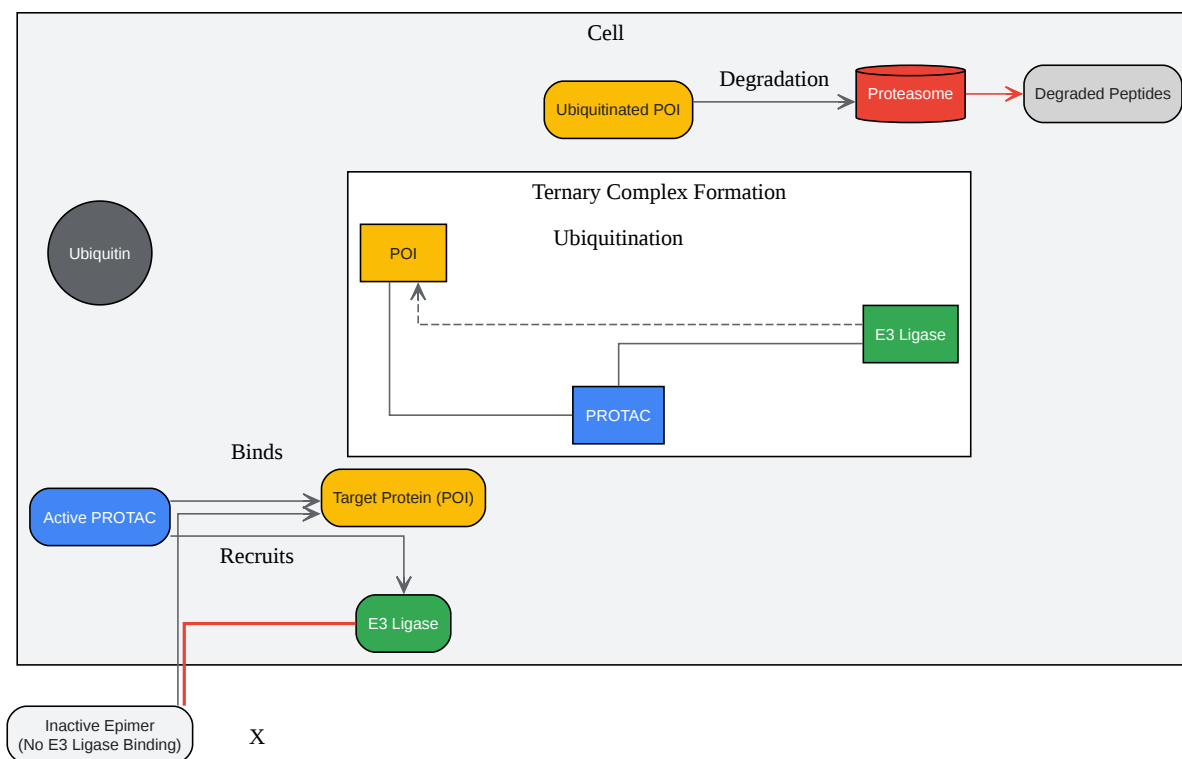 Cell
Degradation
Ubiquitinated POI
Proteasome
Degraded Peptides
Ternary Complex Formation
Ubiquitination
Ubiquitin
POI
E3 Ligase
PROTAC
Binds
Target Protein (POI)
Active PROTAC
Recruits
E3 Ligase
Inactive Epimer
(No E3 Ligase Binding)
X